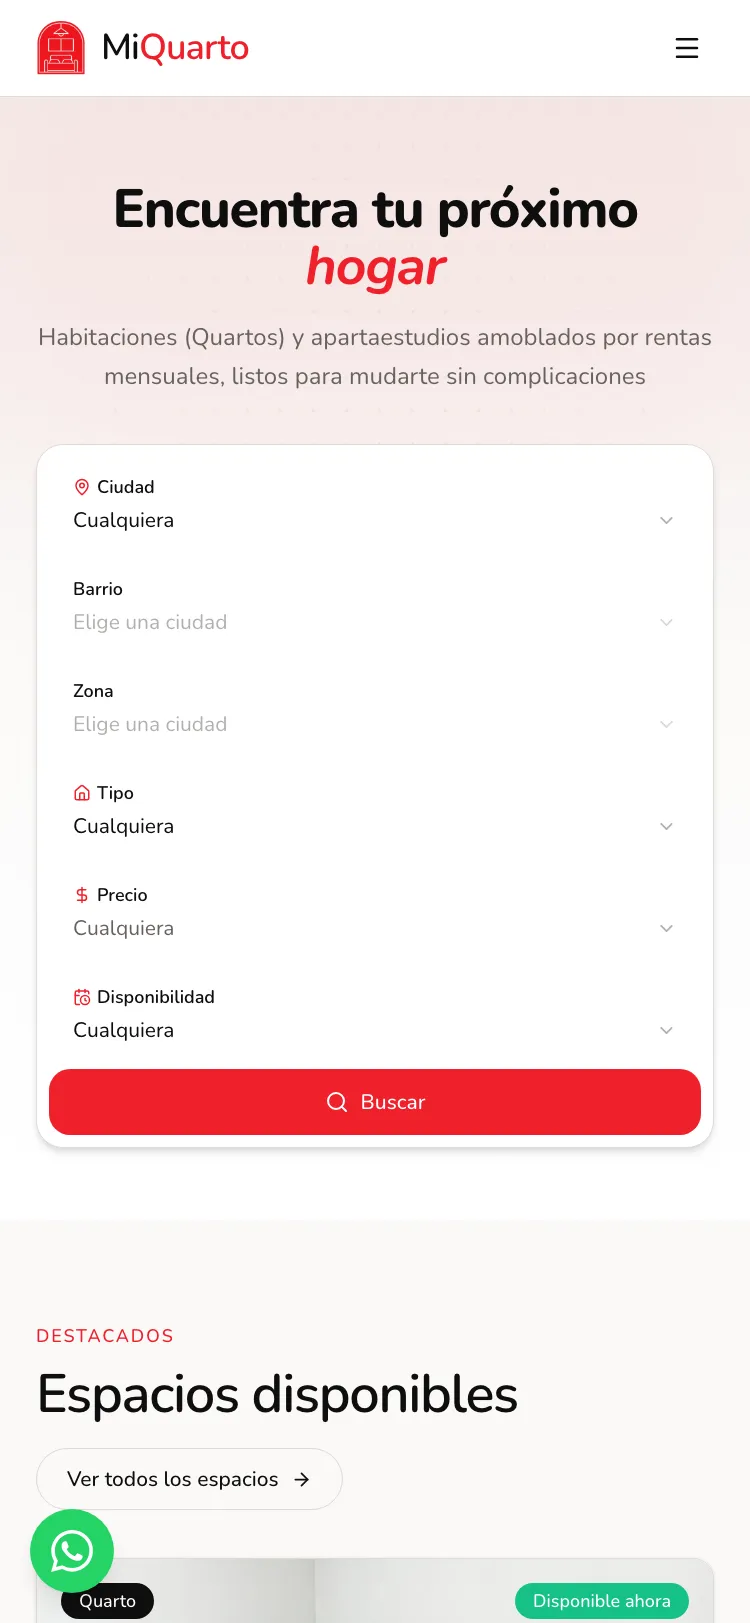 MiQuarto
Encuentra tu próximo
hogar
Habitaciones (Quartos) y apartaestudios amoblados por rentas
mensuales, listos para mudarte sin complicaciones
Ciudad
Cualquiera
Barrio
Elige una ciudad
Zona
Elige una ciudad
Tipo
Cualquiera
Precio
Cualquiera
Disponibilidad
Cualquiera
Buscar
DESTACADOS
Espacios disponibles
Ver todos los espacios
Quarto
Disponible ahora